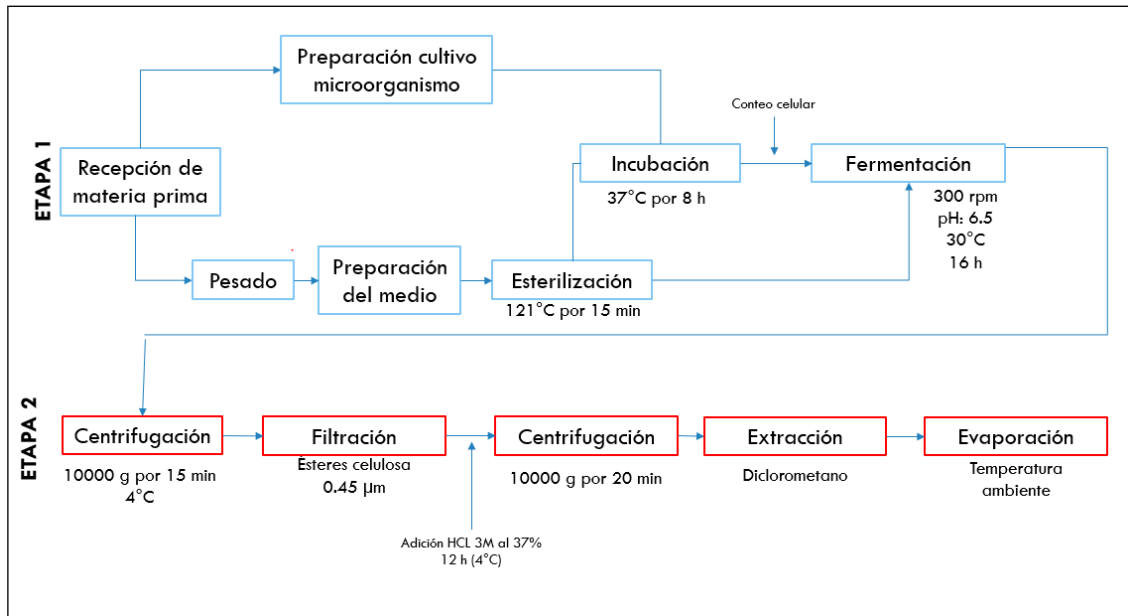 ETAPA 1
Preparación cultivo
microorganismo
Conteo celular
Recepción de
materia prima
Incubación
37°C por 8 h
Fermentación
300 rpm
pH: 6.5
30°C
16 h
Pesado
Preparación
del medio
Esterilización
121°C por 15 min
ETAPA 2
Centrifugación
10000 g por 15 min
4°C
Filtración
Ésteres celulosa
0.45 μm
Adición HCL 3M al 37%
12 h (4°C)
Centrifugación
10000 g por 20 min
Extracción
Diclorometano
Evaporación
Temperatura
ambiente